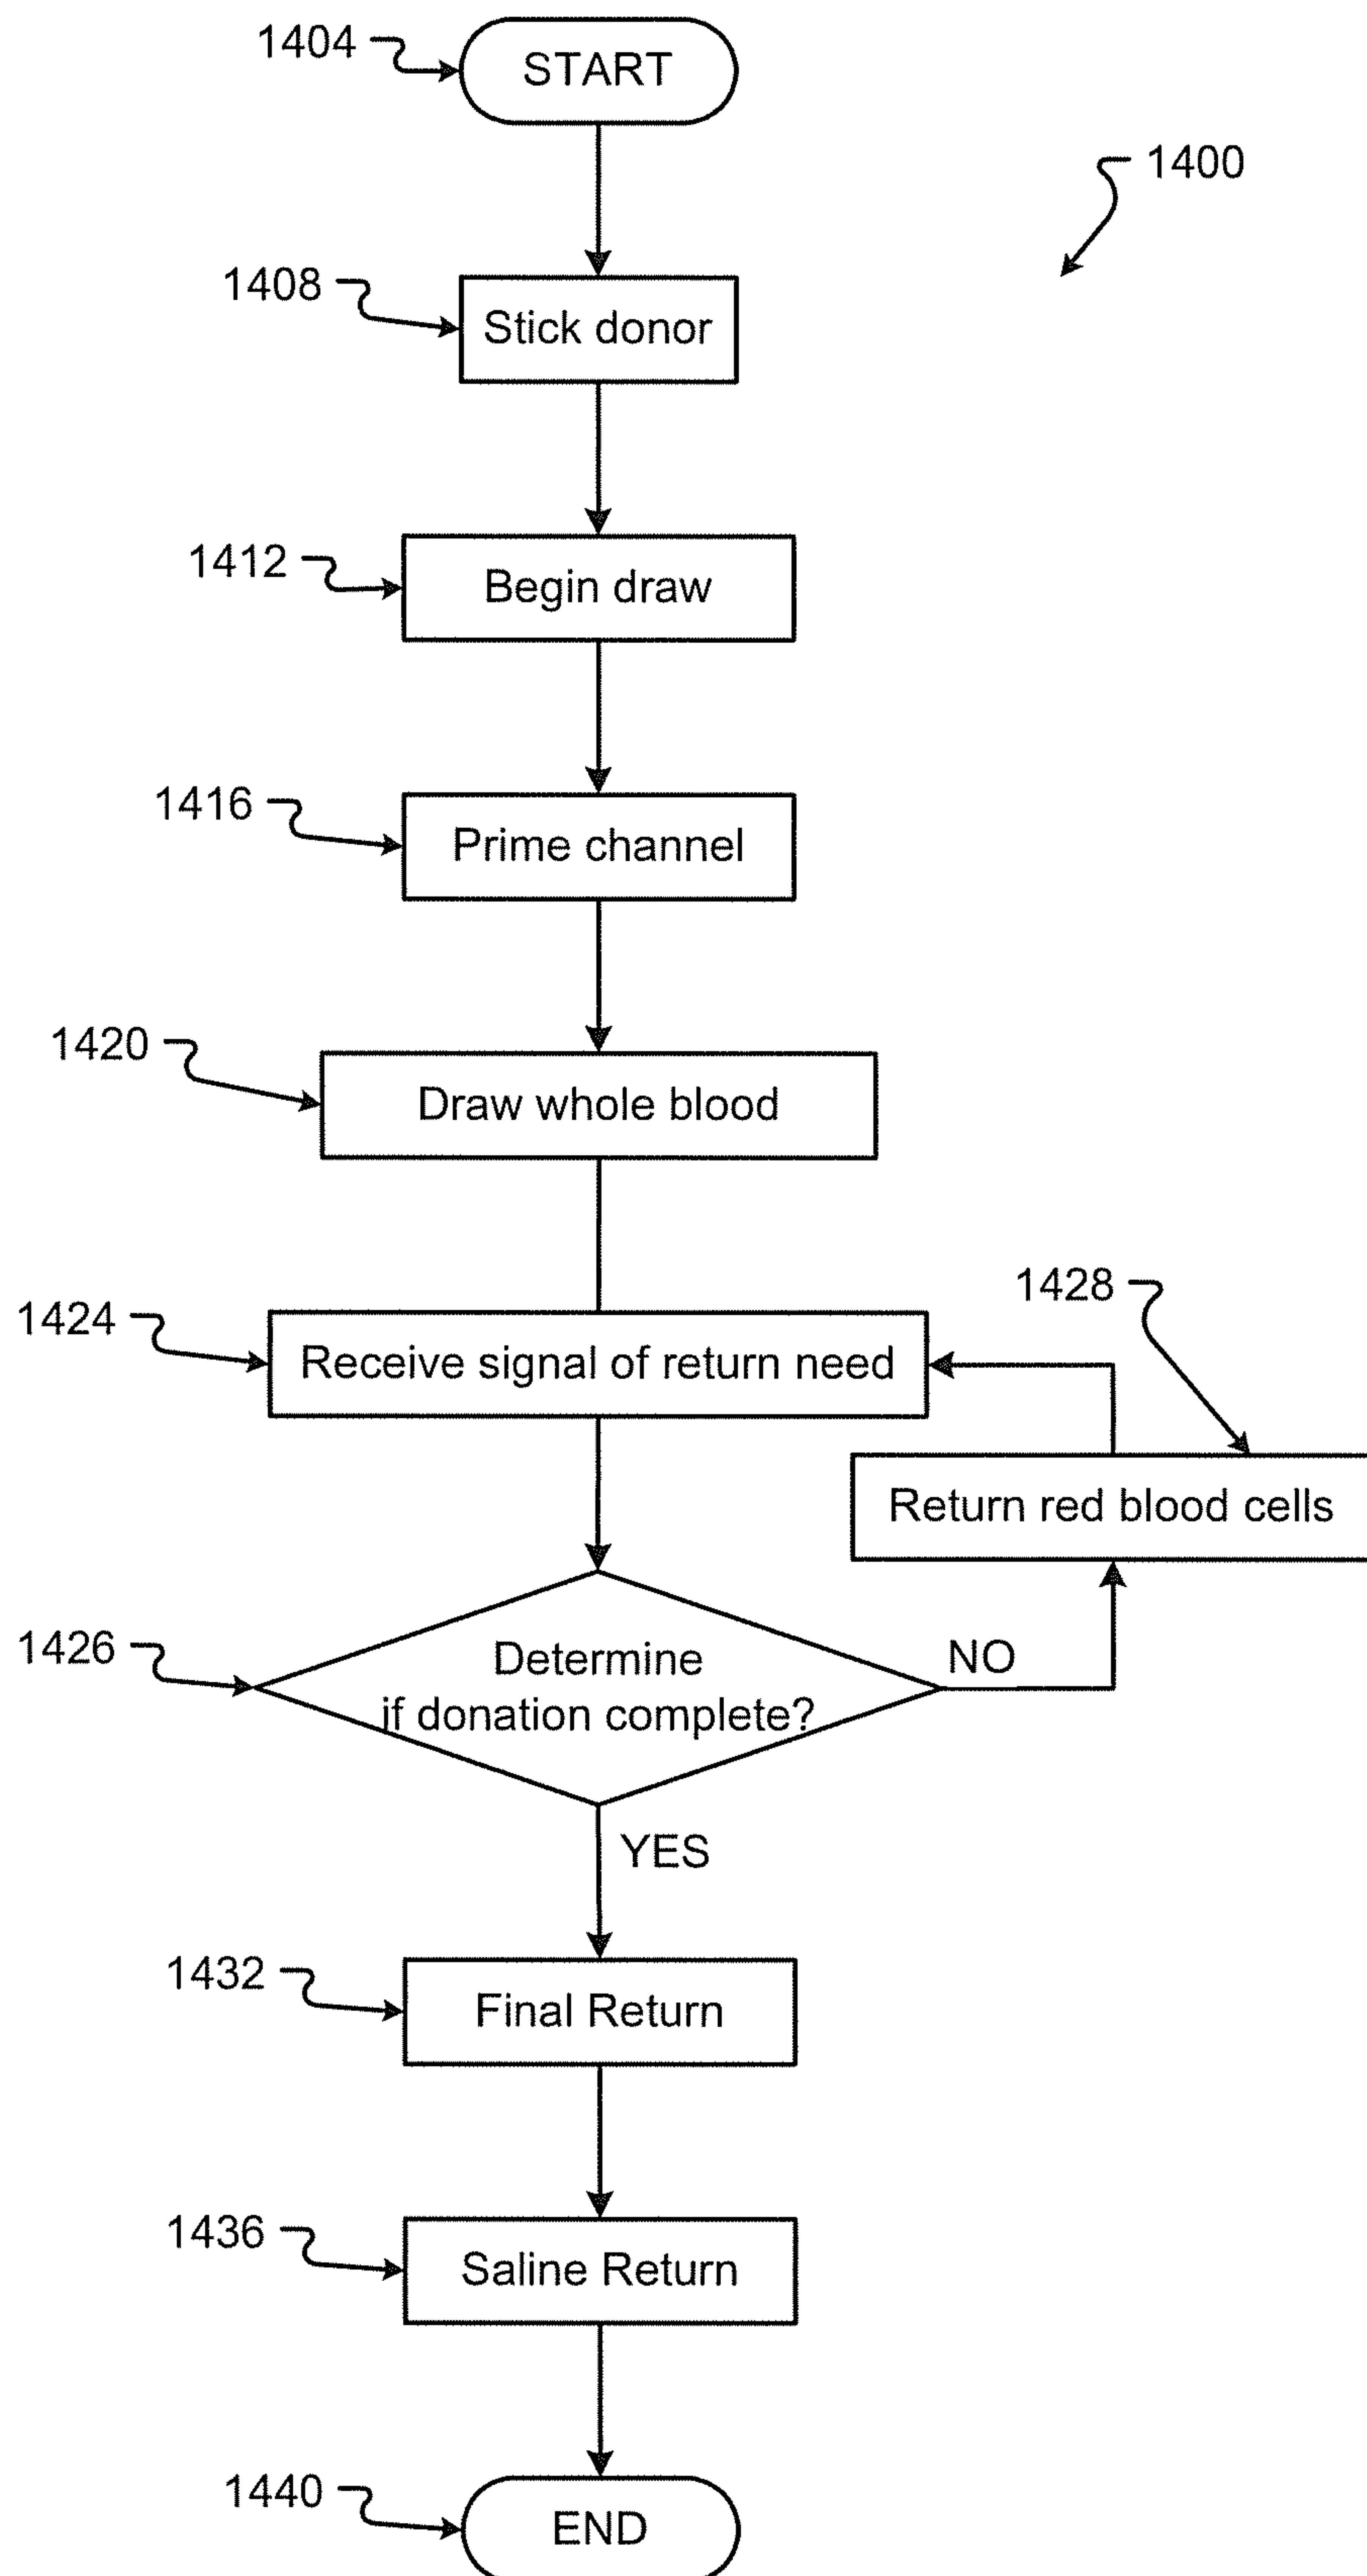 1404
START
1400
1408
Stick donor
1412
Begin draw
1416
Prime channel
1420
Draw whole blood
1428
1424
Receive signal of return need
Return red blood cells
1426
Determine
if donation complete?
NO
YES
1432
Final Return
1436
Saline Return
1440
END